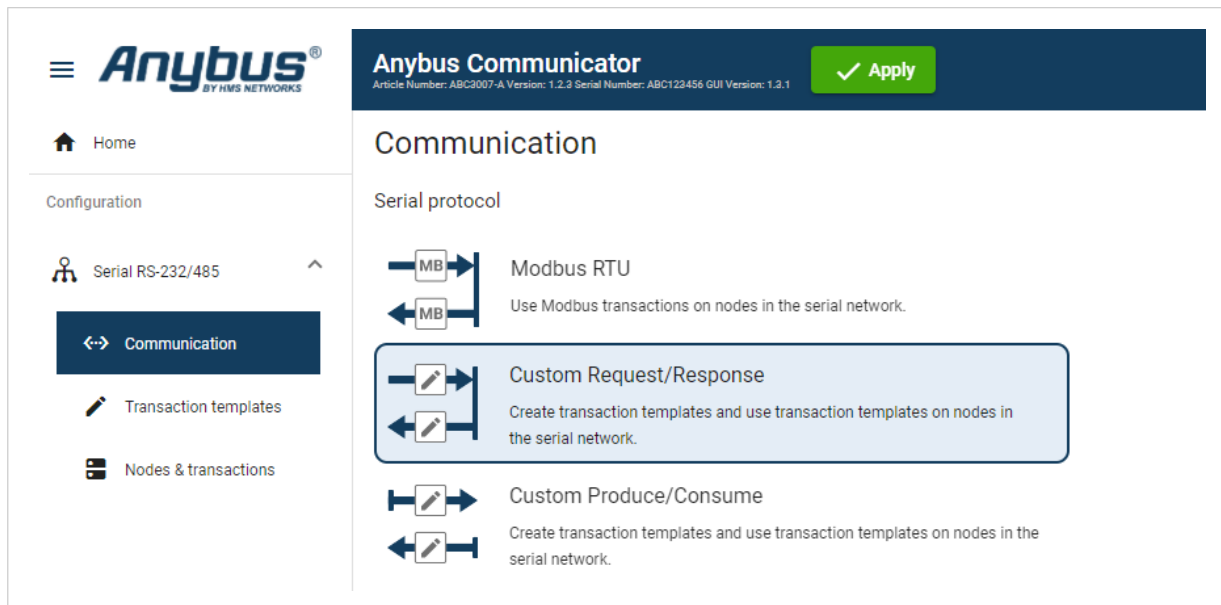 Anybus®
BY HMS NETWORKS
Anybus Communicator
Article Number: ABC3007-A Version: 1.2.3 Serial Number: ABC123456 GUI Version: 1.3.1
Apply
Home
Configuration
Serial RS-232/485
Communication
Transaction templates
Nodes & transactions
Communication
Serial protocol
MB
MB
Modbus RTU
Use Modbus transactions on nodes in the serial network.
Custom Request/Response
Create transaction templates and use transaction templates on nodes in
the serial network.
Custom Produce/Consume
Create transaction templates and use transaction templates on nodes in the
serial network.